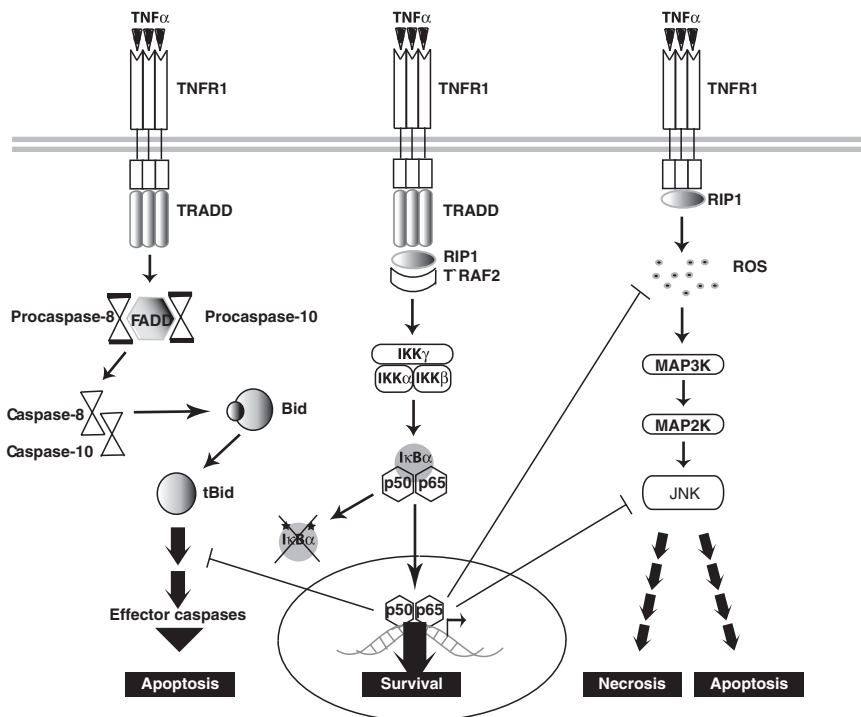 TNFα
TNFα
TNFα
TNFR1
TNFR1
TNFR1
TRADD
TRADD
RIP1
RIP1
T`RAF2
ROS
Procaspase-8
FADD
Procaspase-10
IKKγ
IKKα
IKKβ
MAP3K
Caspase-8
Bid
Caspase-10
MAP2K
IκBα
p50
p65
tBid
JNK
IκBα
p50
p65
Effector caspases
Apoptosis
Survival
Necrosis
Apoptosis